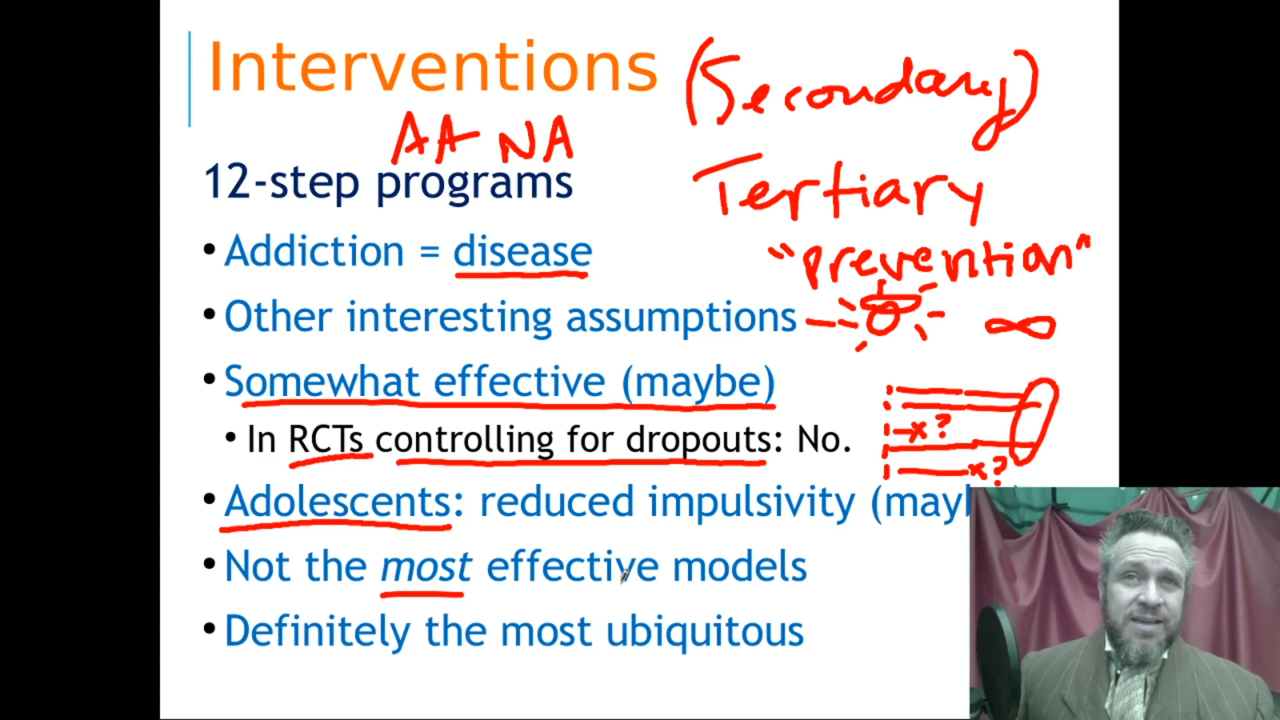 Interventions (Secondary)
AA NA
12-step programs
Tertiary
"prevention"
• Addiction = disease
• Other interesting assumptions
∞
• Somewhat effective (maybe)
x?
• In RCTs controlling for dropouts: No.
x?
• Adolescents: reduced impulsivity
• Not the most effective models
• Definitely the most ubiquitous